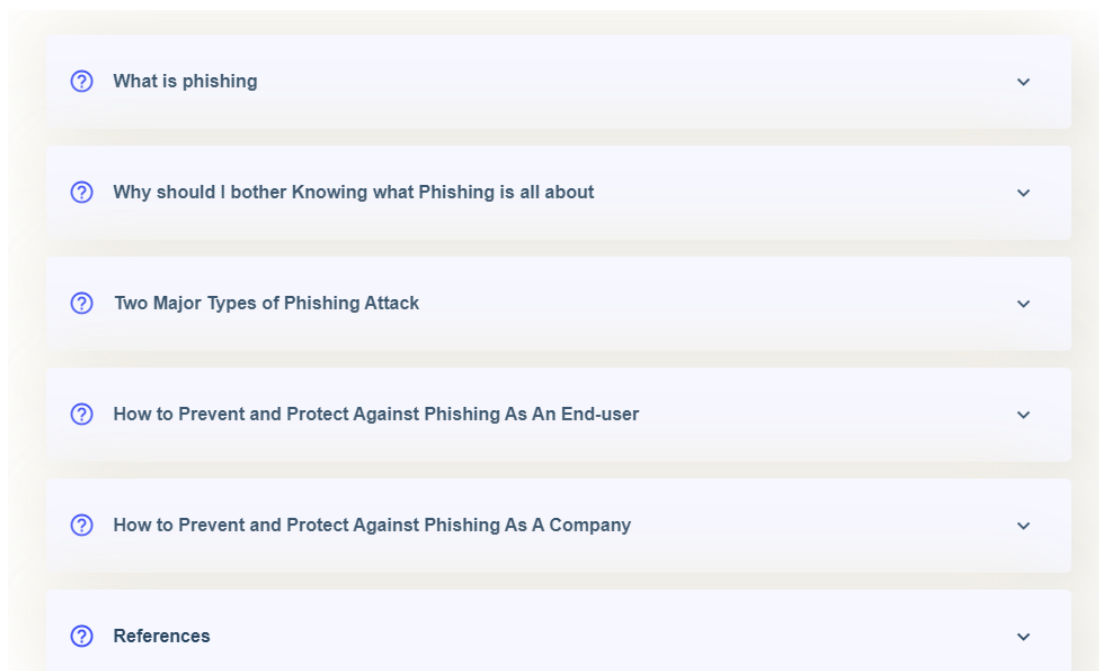 What is phishing
Why should I bother Knowing what Phishing is all about
Two Major Types of Phishing Attack
How to Prevent and Protect Against Phishing As An End-user
How to Prevent and Protect Against Phishing As A Company
References